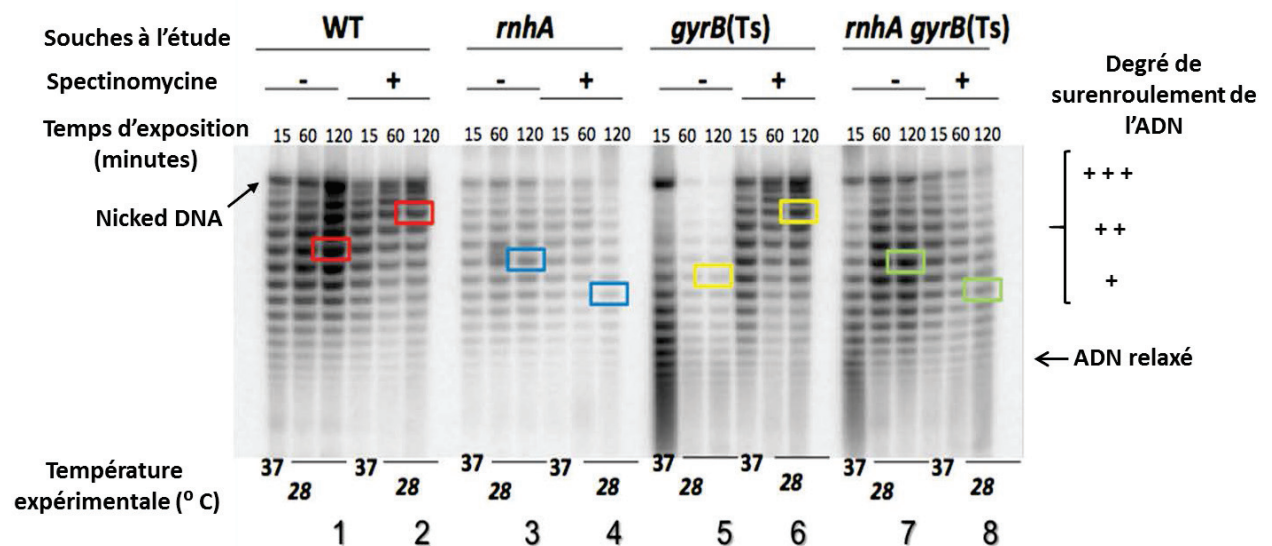 Souches à l'étude WT rnhA gyrB(Ts) rnhA gyrB(Ts)
Spectinomycine - + - + - + - +
Temps d'exposition
(minutes)
15 60 120 15 60 120 15 60 120 15 60 120 15 60 120 15 60 120 15 60 120 15 60 120
Nicked DNA
Degré de
surenroulement de
l'ADN
+ + +
+ +
+
ADN relaxé
Température
expérimentale (⁰ C)
37 28 37 28 37 28 37 28 37 28 37 28 37 28 37 28
1 2 3 4 5 6 7 8